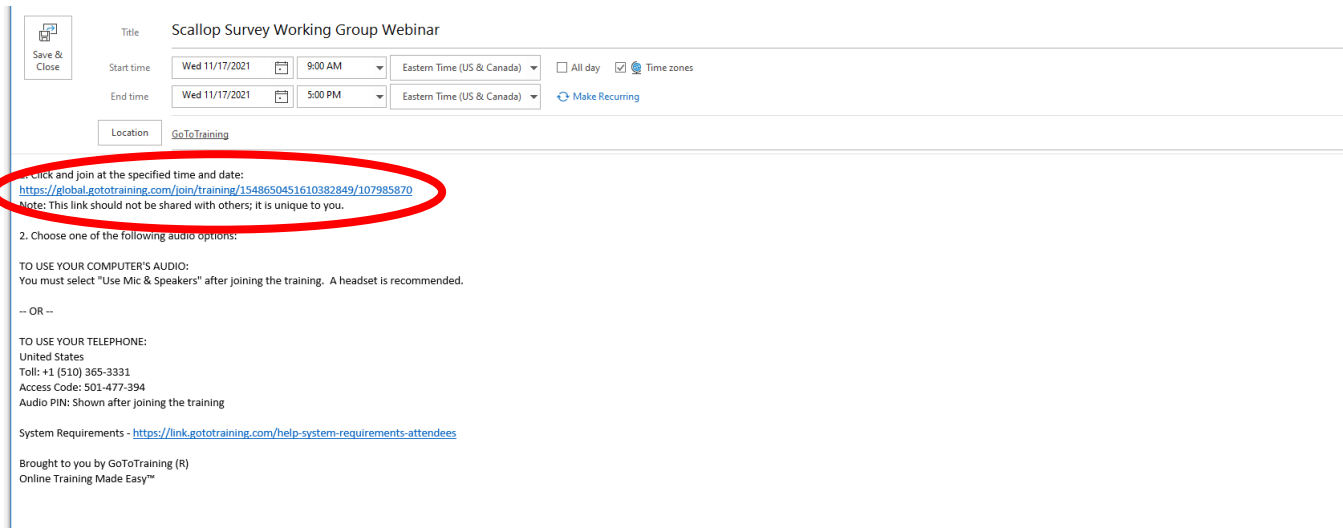 Save &
Close
Title Scallop Survey Working Group Webinar
Start time Wed 11/17/2021 9:00 AM Eastern Time (US & Canada) All day Time zones
End time Wed 11/17/2021 5:00 PM Eastern Time (US & Canada) Make Recurring
Location GoToTraining
Click and join at the specified time and date:
https://global.gototraining.com/join/training/1548650451610382849/107985870
Note: This link should not be shared with others; it is unique to you.
2. Choose one of the following audio options:
TO USE YOUR COMPUTER'S AUDIO:
You must select "Use Mic & Speakers" after joining the training. A headset is recommended.
-- OR --
TO USE YOUR TELEPHONE:
United States
Toll: +1 (510) 365-3331
Access Code: 501-477-394
Audio PIN: Shown after joining the training
System Requirements - https://link.gototraining.com/help-system-requirements-attendees
Brought to you by GoToTraining (R)
Online Training Made Easy™